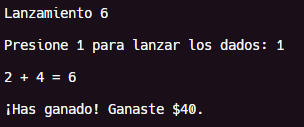 Lanzamiento 6
Presione 1 para lanzar los dados: 1
2 + 4 = 6
¡Has ganado! Ganaste $40.